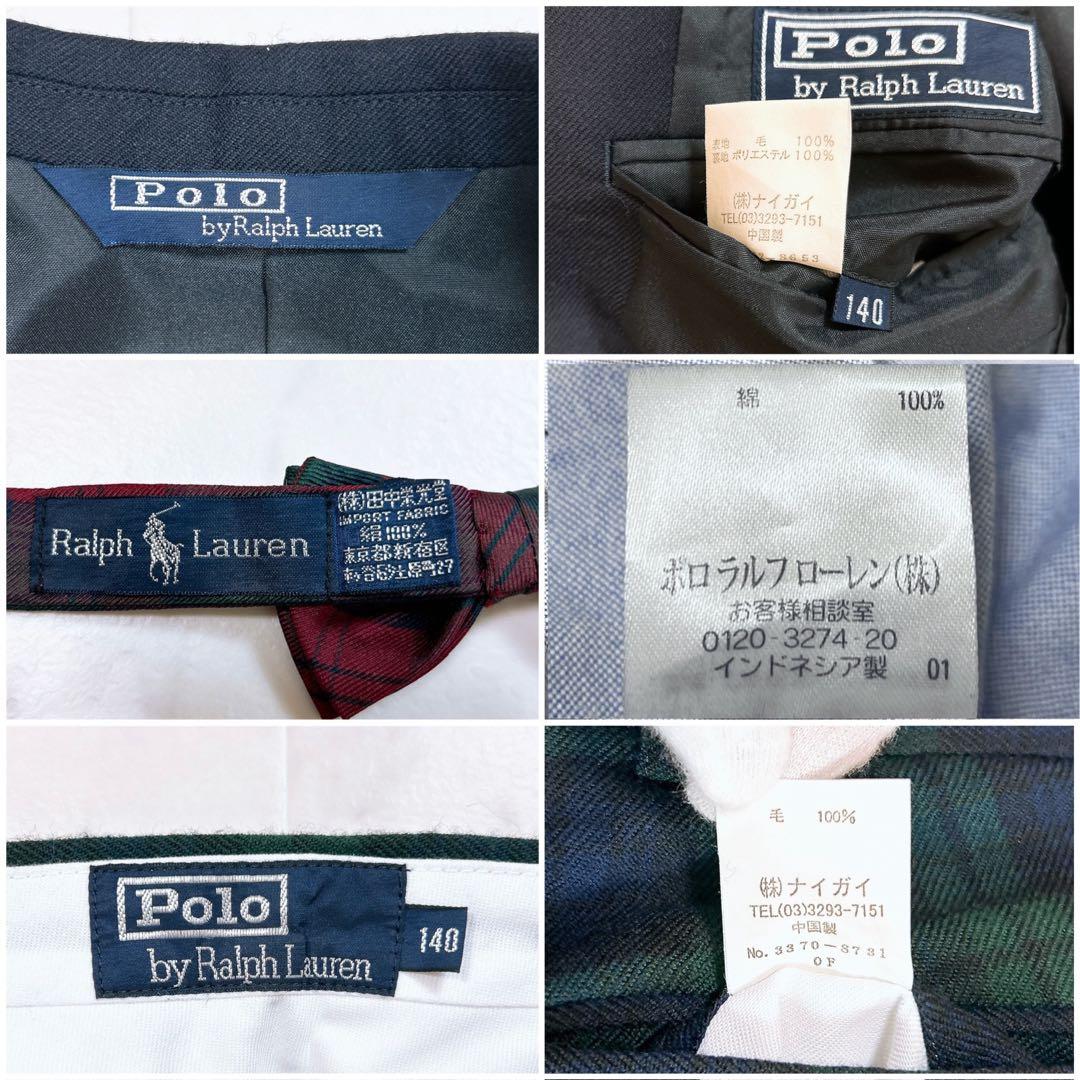 Polo
by Ralph Lauren
Polo
by Ralph Lauren
表地 毛 100%
裏地 ポリエステル 100%
(株)ナイガイ
TEL(03)3293-7151
中国製
-8653
140
Ralph Lauren
(株)田中栄光堂
IMPORT FABRIC
絹100%
東京都新宿区
綿 100%
ポロ ラルフ ローレン(株)
お客様相談室
0120-3274-20
インドネシア製 01
Polo
by Ralph Lauren
140
毛 100%
(株)ナイガイ
TEL(03)3293-7151
中国製
No. 3370-8731
OF